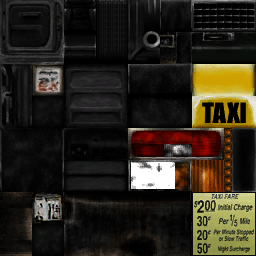 TAXI
TAXI FARE
$2.00 Initial Charge
30¢ Per 1/5 Mile
20¢ Per Minute Stopped
or Slow Traffic
50¢ Night Surcharge